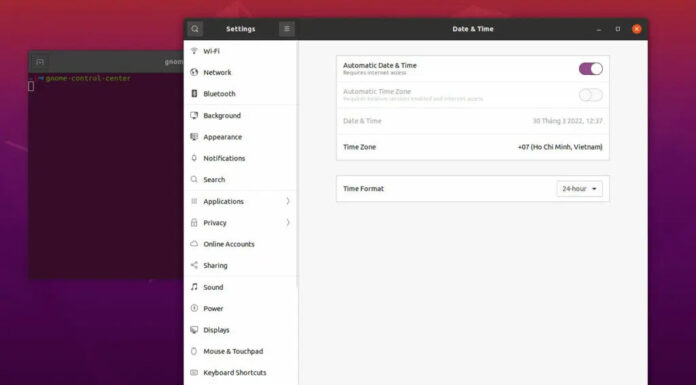 Settings
Date & Time
gnom
gnome-control-center
Wi-Fi
Network
Bluetooth
Background
Appearance
Notifications
Search
Applications
Privacy
Online Accounts
Sharing
Sound
Power
Displays
Mouse & Touchpad
Keyboard Shortcuts
Automatic Date & Time
Requires internet access
Automatic Time Zone
Requires location services enabled and internet access
Date & Time
30 Tháng 3 2022, 12:37
Time Zone
+07 (Ho Chi Minh, Vietnam)
Time Format
24-hour